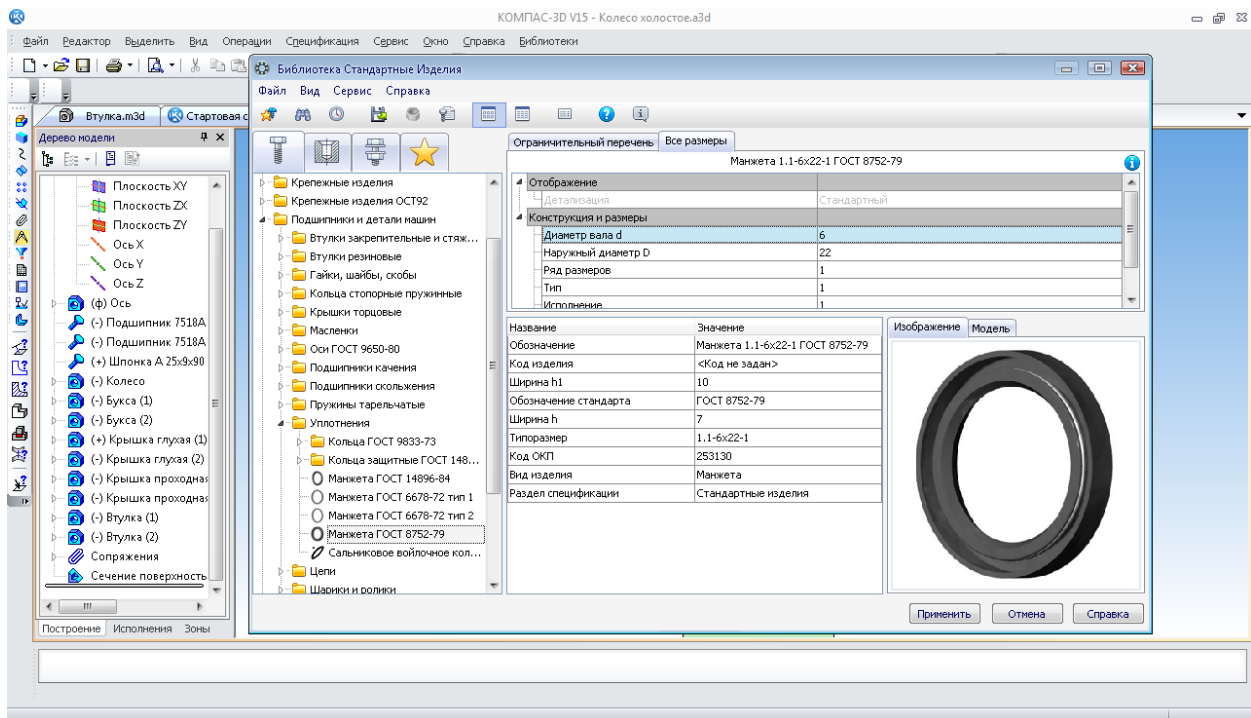 КОМПАС-3D V15 - Колесо холостое.a3d
Файл Редактор Выделить Вид Операции Спецификация Сервис Окно Справка Библиотеки
Библиотека Стандартные Изделия
Файл Вид Сервис Справка
Втулка.m3d
Стартовая с
Дерево модели
Плоскость XY
Плоскость ZX
Плоскость ZY
Ось X
Ось Y
Ось Z
(ф) Ось
(-) Подшипник 7518А
(-) Подшипник 7518А
(+) Шпонка А 25x9x90
(-) Колесо
(-) Букса (1)
(-) Букса (2)
(+) Крышка глухая (1)
(-) Крышка глухая (2)
(-) Крышка проходная
(-) Крышка проходная
(-) Втулка (1)
(-) Втулка (2)
Сопряжения
Сечение поверхность
Построение Исполнения Зоны
Крепежные изделия
Крепежные изделия ОСТ92
Подшипники и детали машин
Втулки закрепительные и стяж...
Втулки резиновые
Гайки, шайбы, скобы
Кольца стопорные пружинные
Крышки торцовые
Масленки
Оси ГОСТ 9650-80
Подшипники качения
Подшипники скольжения
Пружины тарельчатые
Уплотнения
Кольца ГОСТ 9833-73
Кольца защитные ГОСТ 148...
Манжета ГОСТ 14896-84
Манжета ГОСТ 6678-72 тип 1
Манжета ГОСТ 6678-72 тип 2
Манжета ГОСТ 8752-79
Сальниковое войлочное кол...
Цепи
Шарики и ролики
Ограничительный перечень Все размеры
Манжета 1.1-6x22-1 ГОСТ 8752-79
Отображение
Детализация Стандартный
Конструкция и размеры
Диаметр вала d 6
Наружный диаметр D 22
Ряд размеров 1
Тип 1
Исполнение 1
Название Значение
Обозначение Манжета 1.1-6x22-1 ГОСТ 8752-79
Код изделия <Код не задан>
Ширина h1 10
Обозначение стандарта ГОСТ 8752-79
Ширина h 7
Типоразмер 1.1-6x22-1
Код ОКП 253130
Вид изделия Манжета
Раздел спецификации Стандартные изделия
Изображение Модель
Применить Отмена Справка